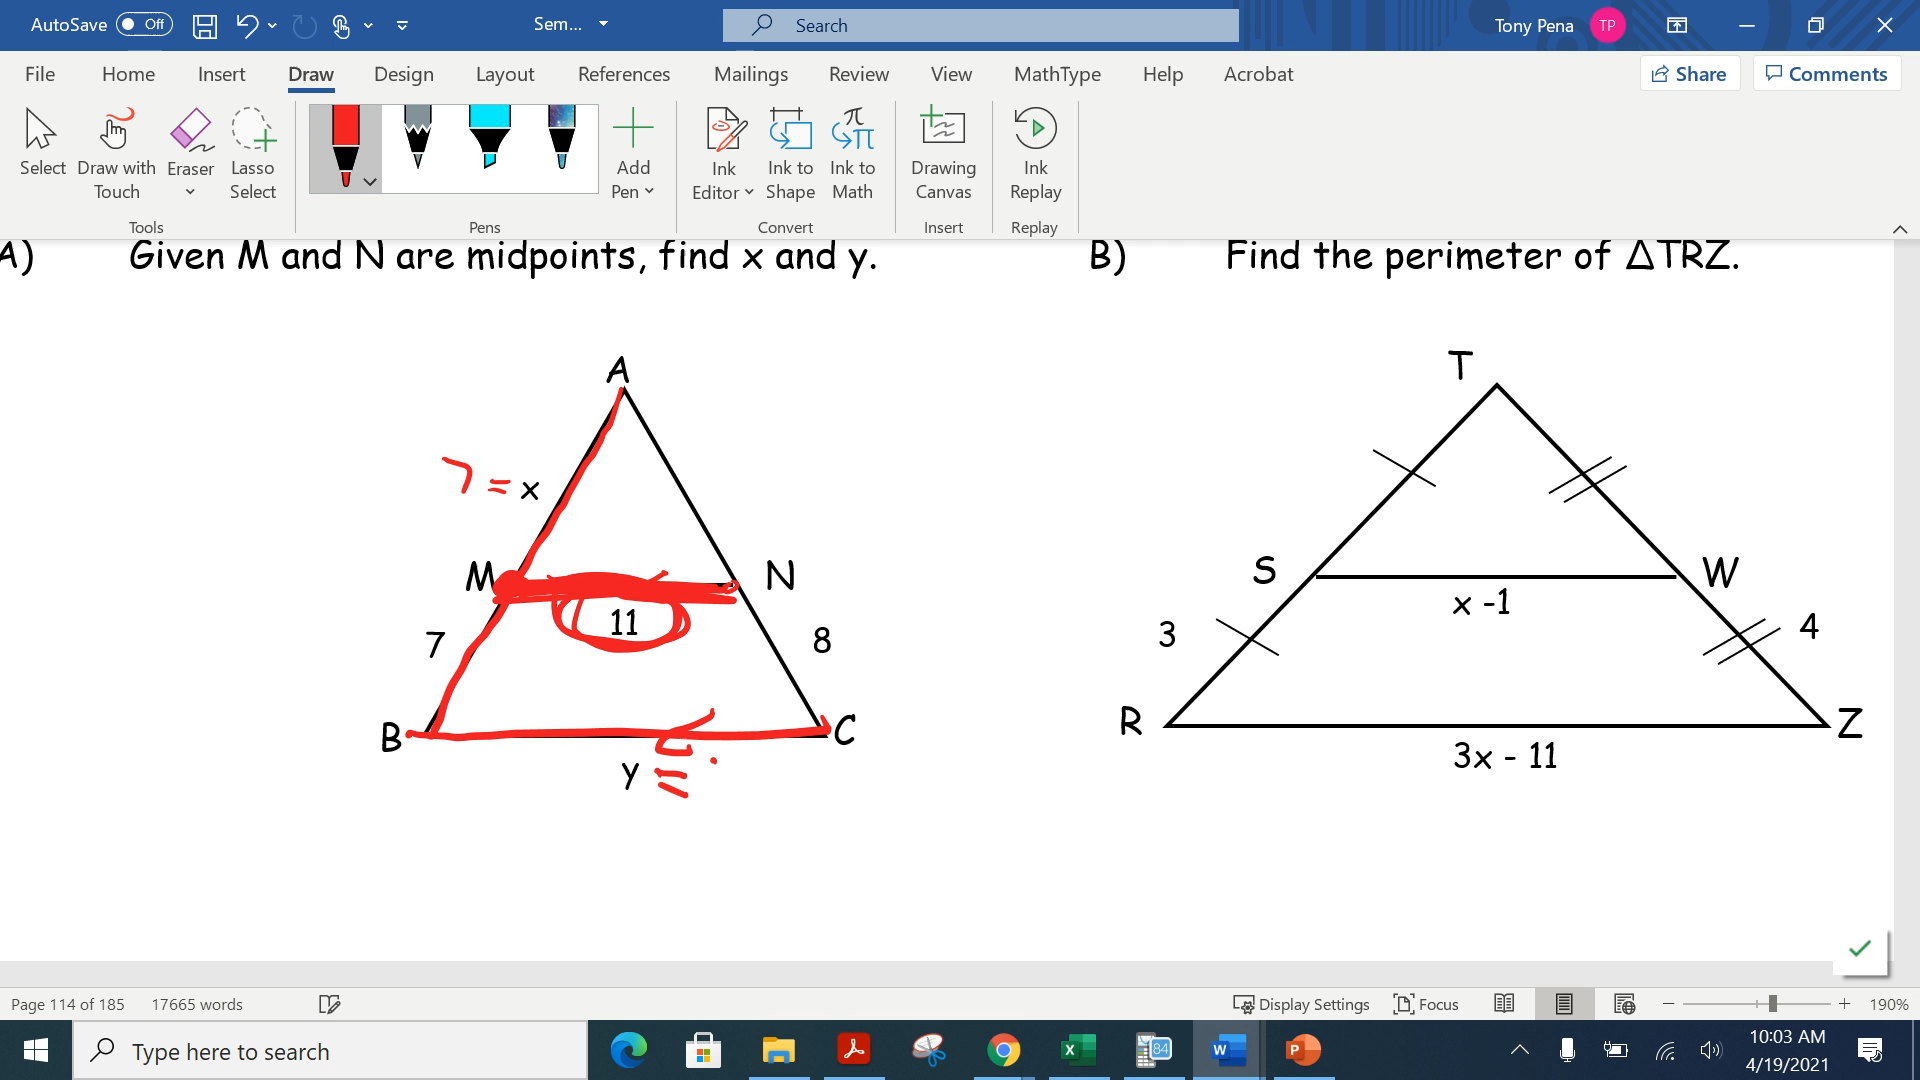 AutoSave Off Sem... Search Tony Pena TP
File Home Insert Draw Design Layout References Mailings Review View MathType Help Acrobat Share Comments
Select Draw with Touch Eraser Lasso Select Add Pen Ink Editor Ink to Shape Ink to Math Drawing Canvas Ink Replay
Tools Pens Convert Insert Replay
A) Given M and N are midpoints, find x and y.
B) Find the perimeter of ΔTRZ.
A
7 = x
M N
11
7 8
B C
y =
T
S W
x -1
3 4
R Z
3x - 11
Page 114 of 185 17665 words Display Settings Focus 190%
Type here to search 84 10:03 AM
4/19/2021